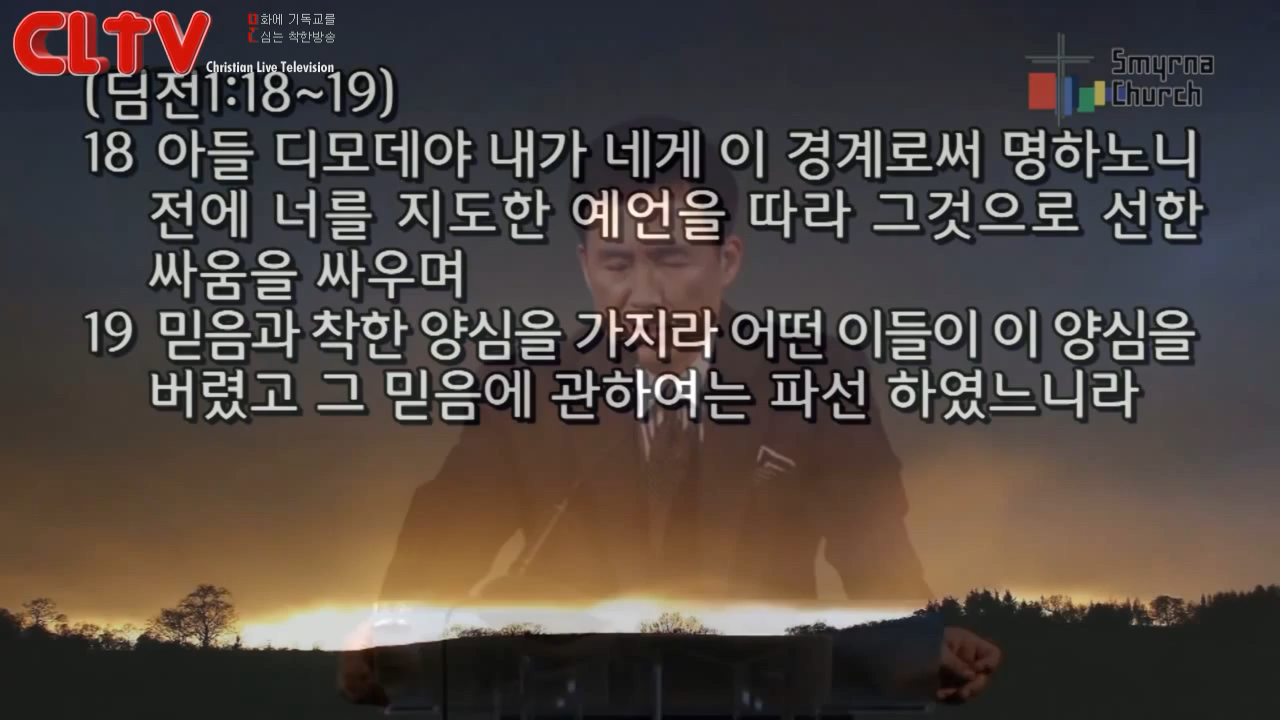 CLTV
문화에 기독교를
심는 착한방송
Christian Live Television
Smyrna
Church
(딤전1:18~19)
18 아들 디모데야 내가 네게 이 경계로써 명하노니
전에 너를 지도한 예언을 따라 그것으로 선한
싸움을 싸우며
19 믿음과 착한 양심을 가지라 어떤 이들이 이 양심을
버렸고 그 믿음에 관하여는 파선 하였느니라